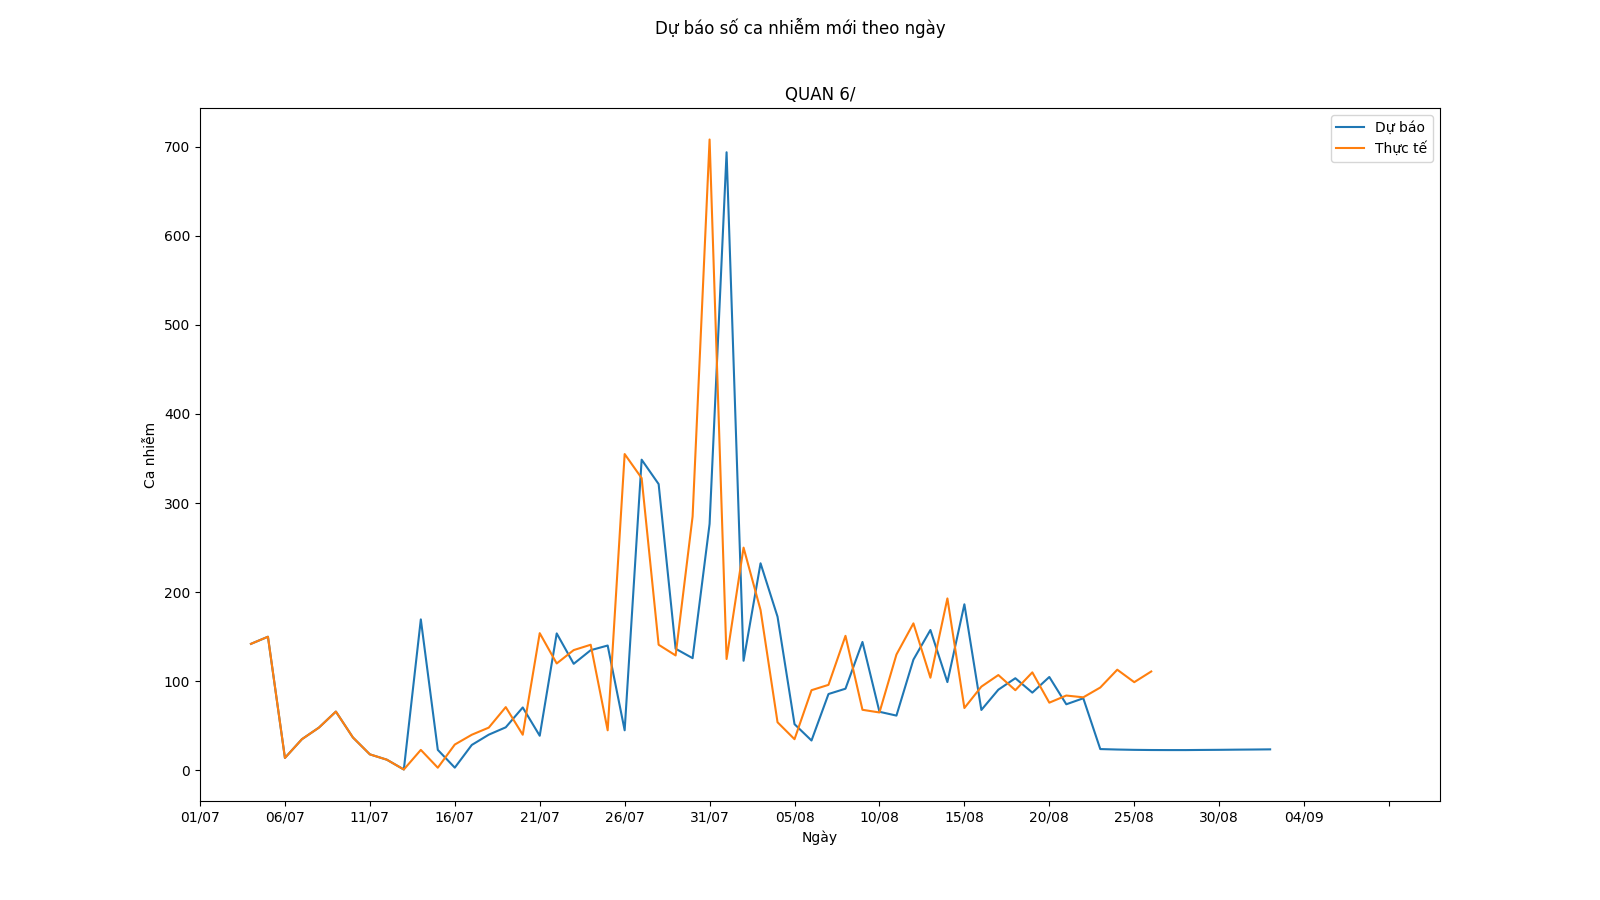 Dự báo số ca nhiễm mới theo ngày
QUAN 6/
Dự báo
Thực tế
700
600
500
400
300
200
100
0
Ca nhiễm
01/07 06/07 11/07 16/07 21/07 26/07 31/07 05/08 10/08 15/08 20/08 25/08 30/08 04/09
Ngày